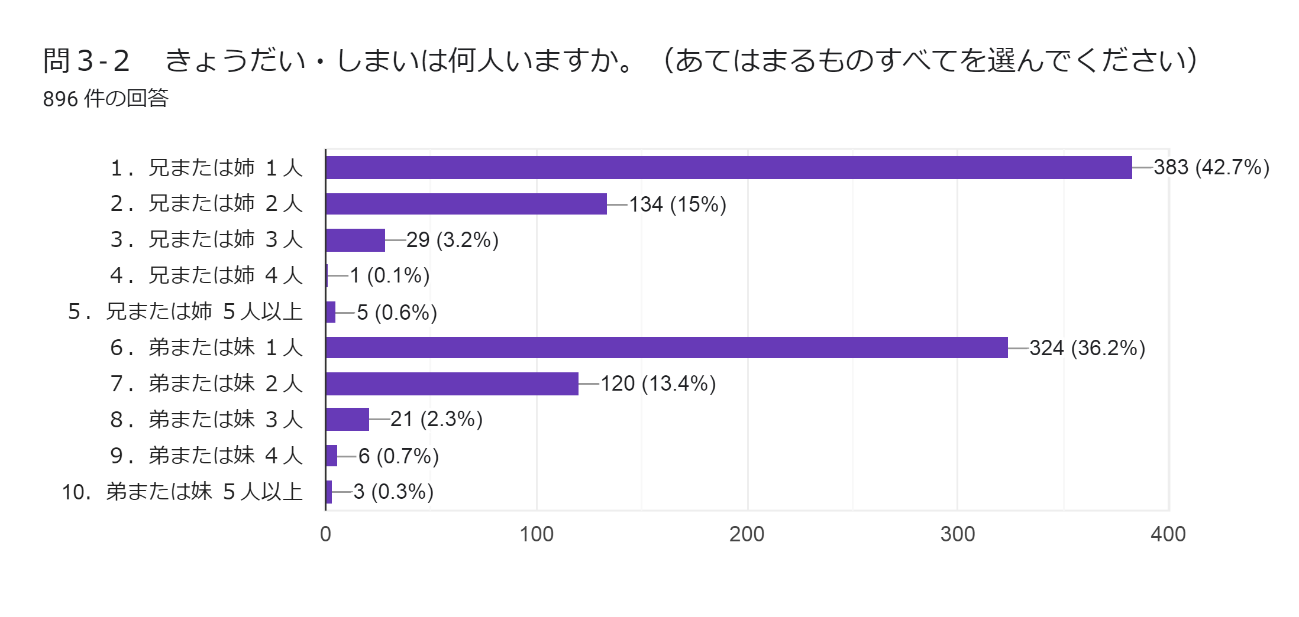 問３-２　きょうだい・しまいは何人いますか。（あてはまるものすべてを選んでください）
896 件の回答
１．兄または姉 １人
383 (42.7%)
２．兄または姉 ２人
134 (15%)
３．兄または姉 ３人
29 (3.2%)
４．兄または姉 ４人
1 (0.1%)
５．兄または姉 ５人以上
5 (0.6%)
６．弟または妹 １人
324 (36.2%)
７．弟または妹 ２人
120 (13.4%)
８．弟または妹 ３人
21 (2.3%)
９．弟または妹 ４人
6 (0.7%)
10．弟または妹 ５人以上
3 (0.3%)
0 100 200 300 400